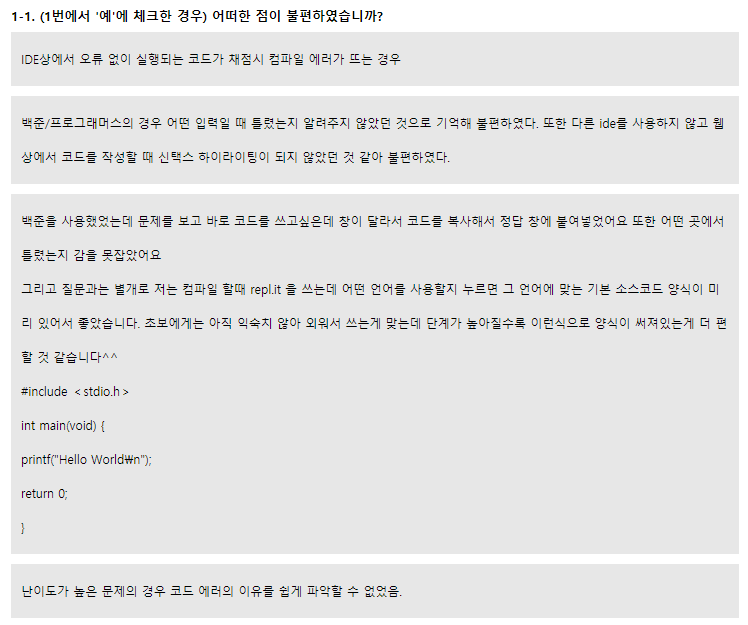 1-1. (1번에서 '예'에 체크한 경우) 어떠한 점이 불편하였습니까?
IDE상에서 오류 없이 실행되는 코드가 채점시 컴파일 에러가 뜨는 경우
백준/프로그래머스의 경우 어떤 입력일 때 틀렸는지 알려주지 않았던 것으로 기억해 불편하였다. 또한 다른 ide를 사용하지 않고 웹
상에서 코드를 작성할 때 신택스 하이라이팅이 되지 않았던 것 같아 불편하였다.
백준을 사용했었는데 문제를 보고 바로 코드를 쓰고싶은데 창이 달라서 코드를 복사해서 정답 창에 붙여넣었어요 또한 어떤 곳에서
틀렸는지 감을 못잡았어요
그리고 질문과는 별개로 저는 컴파일 할때 repl.it 을 쓰는데 어떤 언어를 사용할지 누르면 그 언어에 맞는 기본 소스코드 양식이 미
리 있어서 좋았습니다. 초보에게는 아직 익숙치 않아 외워서 쓰는게 맞는데 단계가 높아질수록 이런식으로 양식이 써져있는게 더 편
할 것 같습니다^^
#include <stdio.h>
int main(void) {
printf("Hello World₩n");
return 0;
}
난이도가 높은 문제의 경우 코드 에러의 이유를 쉽게 파악할 수 없었음.